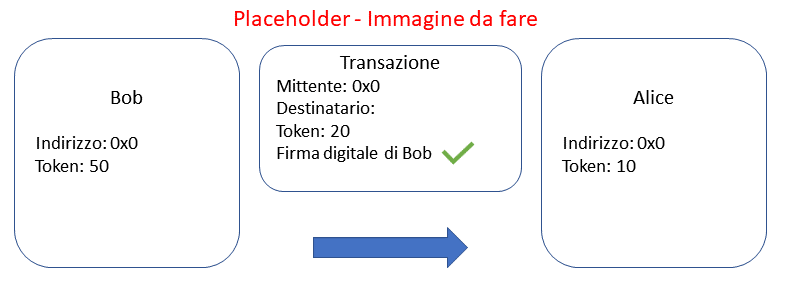 Placeholder - Immagine da fare
Bob
Indirizzo: 0x0
Token: 50
Transazione
Mittente: 0x0
Destinatario:
Token: 20
Firma digitale di Bob
Alice
Indirizzo: 0x0
Token: 10